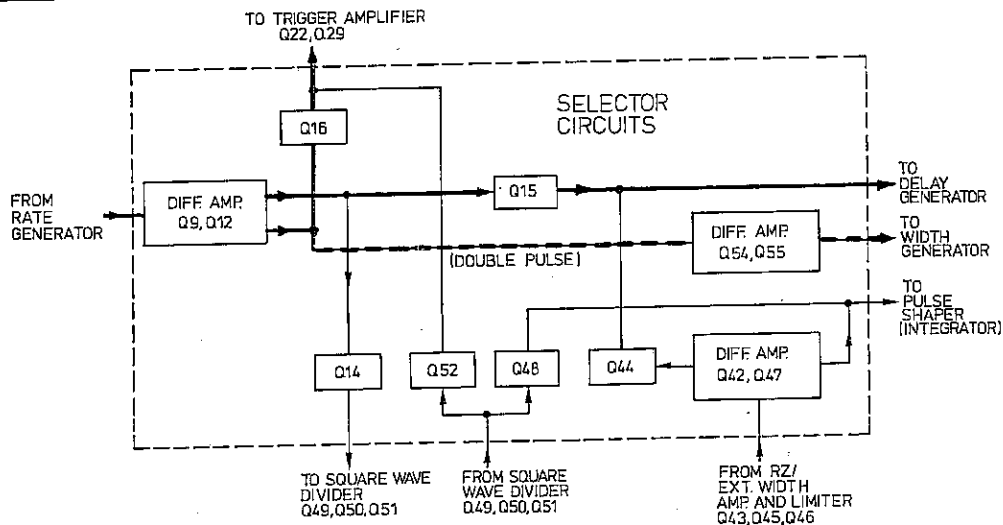 TO TRIGGER AMPLIFIER
Q22,Q29
SELECTOR
CIRCUITS
Q16
FROM
RATE
GENERATOR
DIFF. AMP.
Q9,Q12
Q15
TO
DELAY
GENERATOR
(DOUBLE PULSE)
DIFF. AMP.
Q54,Q55
TO
WIDTH
GENERATOR
TO
PULSE
SHAPER
(INTEGRATOR)
Q14
Q52
Q48
Q44
DIFF. AMP.
Q42, Q47
TO SQUARE WAVE
DIVIDER
Q49,Q50,Q51
FROM SQUARE
WAVE DIVIDER
Q49,Q50,Q51
FROM RZ/
EXT. WIDTH
AMP. AND LIMITER
Q43,Q45,Q46